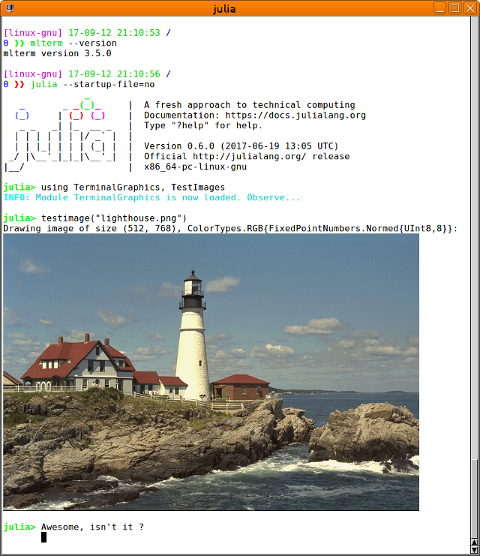 julia
[linux-gnu] 17-09-12 21:10:53 /
0 ❯❯ mlterm --version
mlterm version 3.5.0
[linux-gnu] 17-09-12 21:10:56 /
0 ❯❯ julia --startup-file=no
| A fresh approach to technical computing
| Documentation: https://docs.julialang.org
| Type "?help" for help.
|
| Version 0.6.0 (2017-06-19 13:05 UTC)
| Official http://julialang.org/ release
| x86_64-pc-linux-gnu
julia> using TerminalGraphics, TestImages
INFO: Module TerminalGraphics is now loaded. Observe...
julia> testimage("lighthouse.png")
Drawing image of size (512, 768), ColorTypes.RGB{FixedPointNumbers.Normed{UInt8,8}}:
julia> Awesome, isn't it ?